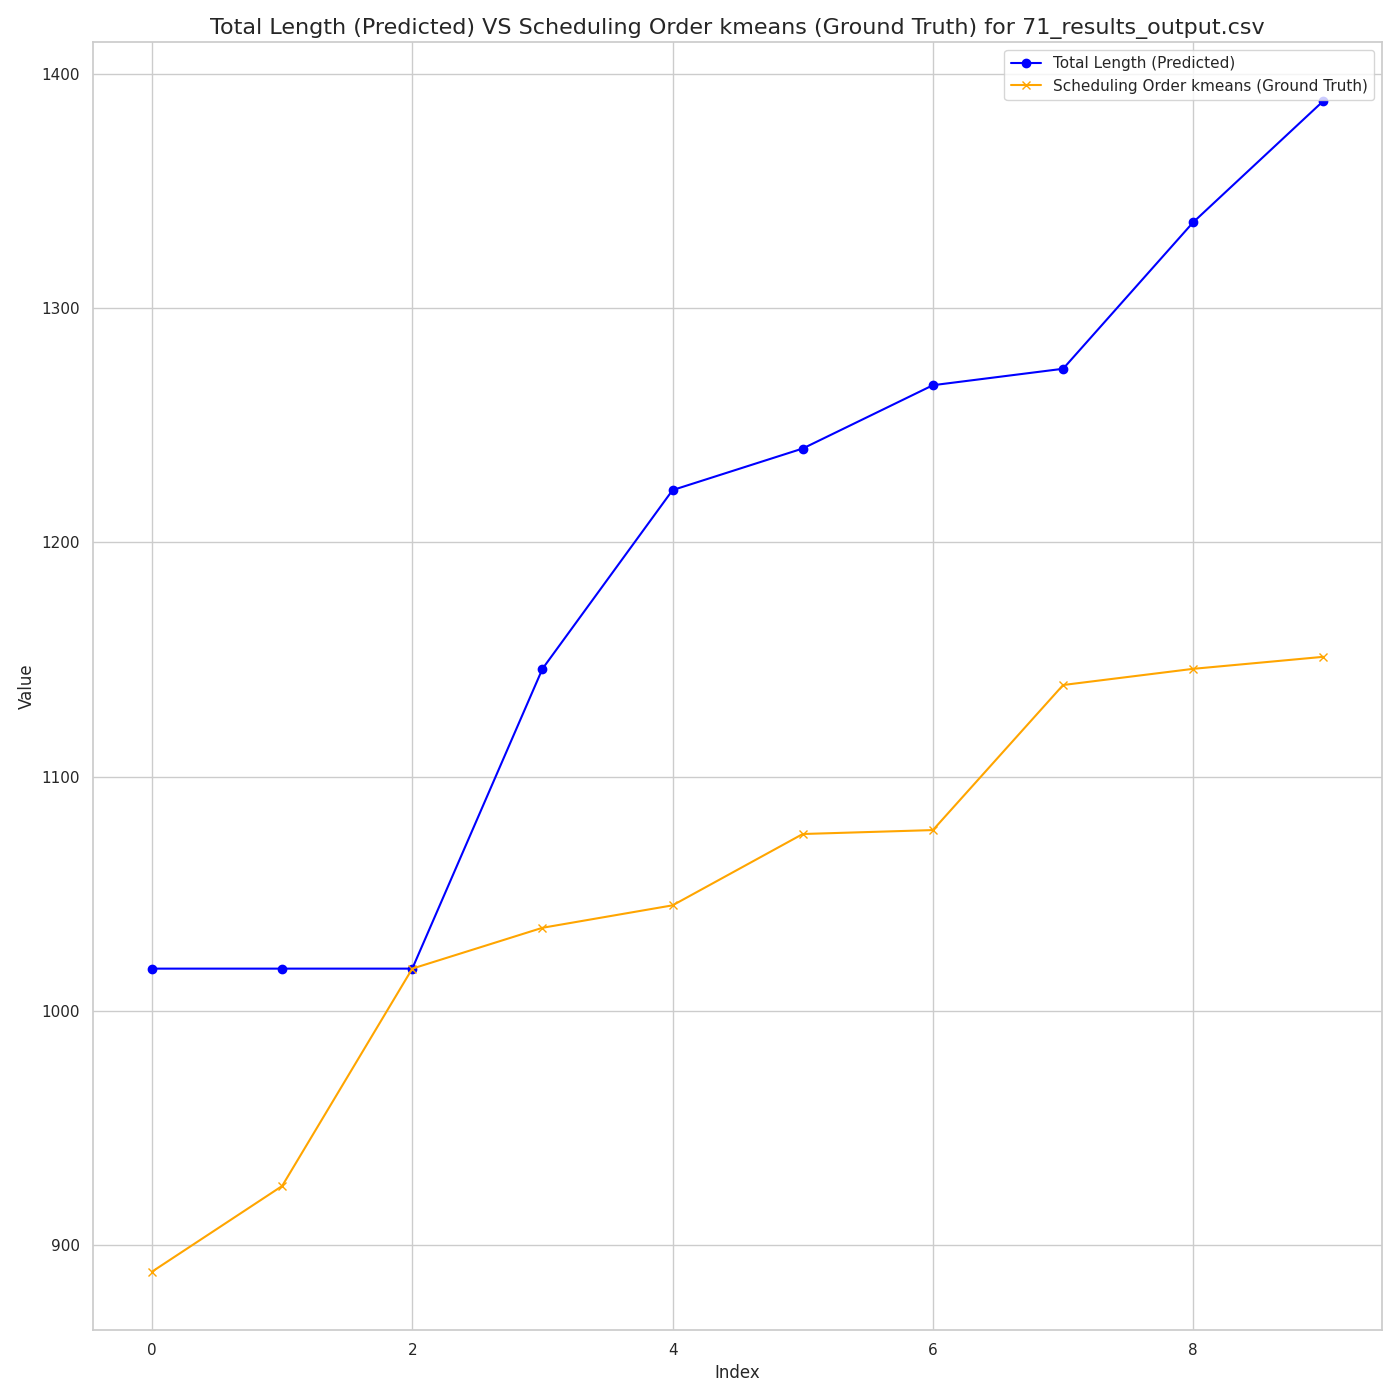 Total Length (Predicted) VS Scheduling Order kmeans (Ground Truth) for 71_results_output.csv
Total Length (Predicted)
Scheduling Order kmeans (Ground Truth)
1400
1300
1200
1100
1000
900
Value
0 2 4 6 8
Index